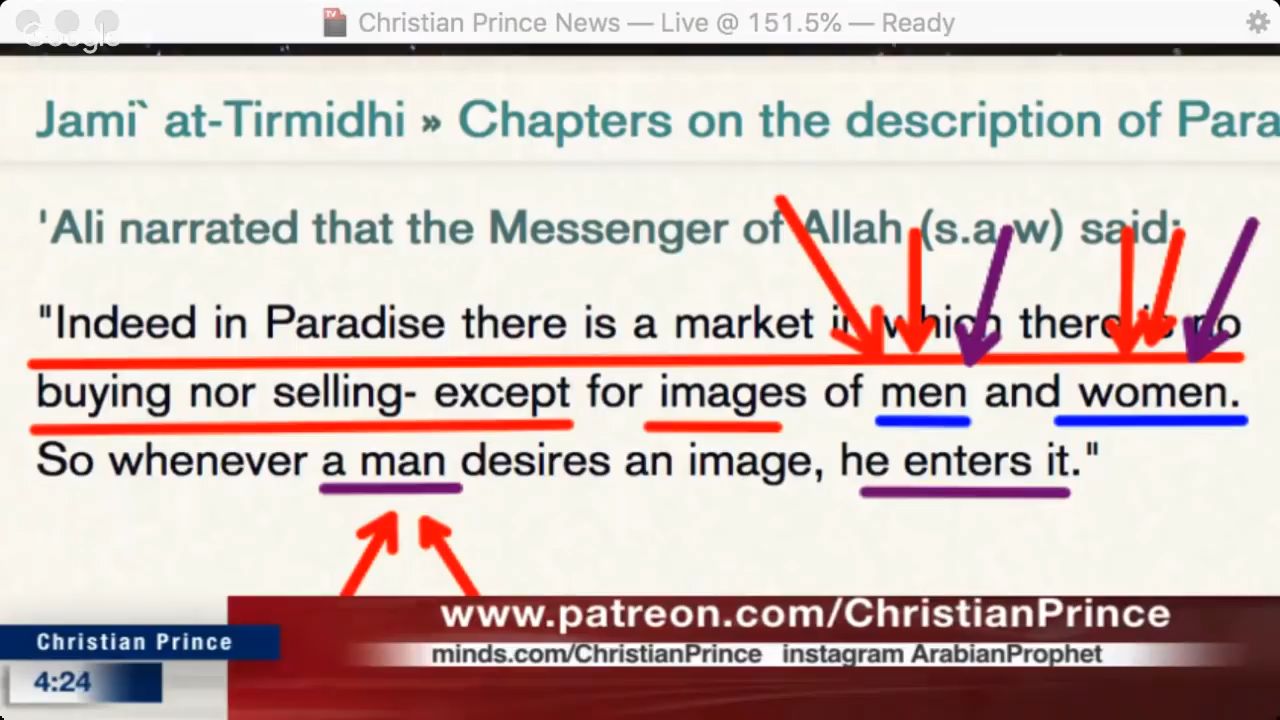 Christian Prince News — Live @ 151.5% — Ready
Google
Jami` at-Tirmidhi » Chapters on the description of Para
'Ali narrated that the Messenger of Allah (s.a.w) said:
"Indeed in Paradise there is a market in which there is no
buying nor selling- except for images of men and women.
So whenever a man desires an image, he enters it."
www.patreon.com/ChristianPrince
Christian Prince
minds.com/ChristianPrince instagram ArabianProphet
4:24